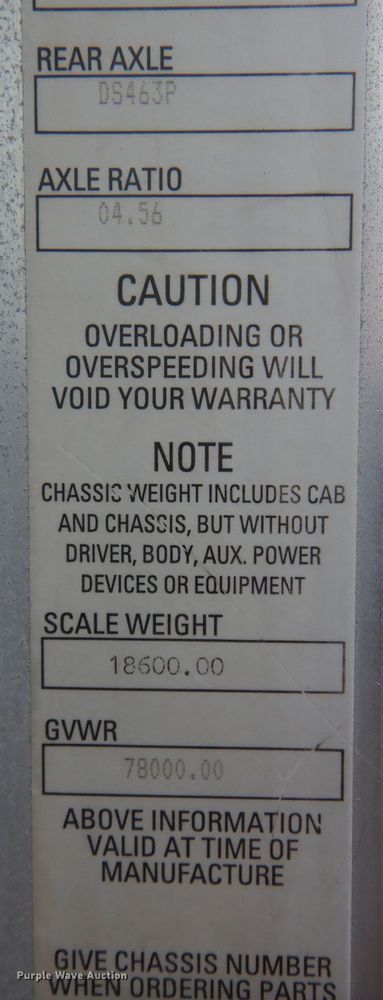 REAR AXLE
DS463P
AXLE RATIO
04.56
CAUTION
OVERLOADING OR
OVERSPEEDING WILL
VOID YOUR WARRANTY
NOTE
CHASSIS WEIGHT INCLUDES CAB
AND CHASSIS, BUT WITHOUT
DRIVER, BODY, AUX. POWER
DEVICES OR EQUIPMENT
SCALE WEIGHT
18600.00
GVWR
78000.00
ABOVE INFORMATION
VALID AT TIME OF
MANUFACTURE
GIVE CHASSIS NUMBER
WHEN ORDERING PARTS
Purple Wave Auction